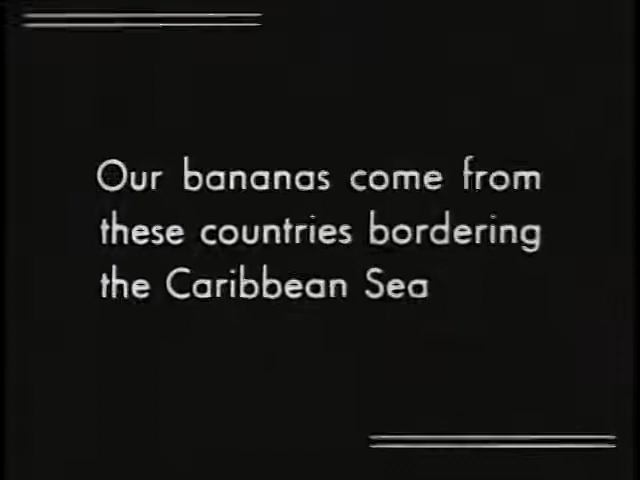 Our bananas come from
these countries bordering
the Caribbean Sea